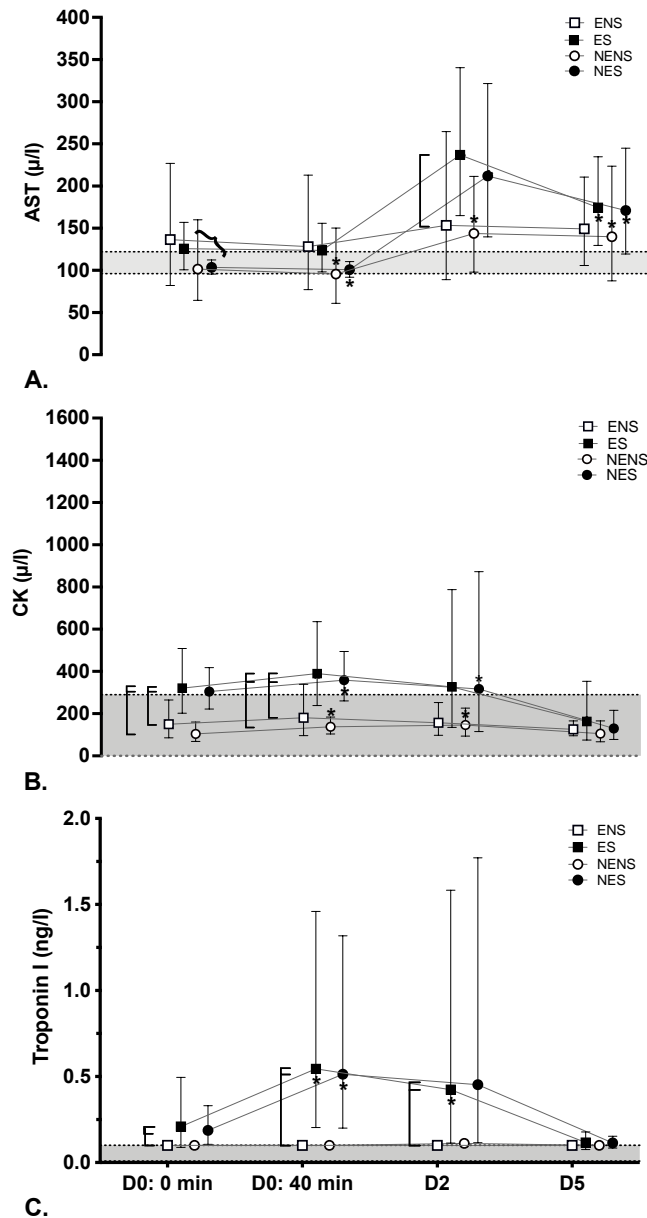 400
350
300
250
200
150
100
50
0
AST (µ/l)
ENS
ES
NENS
NES
*
*
*
*
*
*
A.
1600
1400
1200
1000
800
600
400
200
0
CK (µ/l)
ENS
ES
NENS
NES
*
*
*
*
B.
2.0
1.5
1.0
0.5
0.0
Troponin I (ng/l)
ENS
ES
NENS
NES
*
*
*
D0: 0 min D0: 40 min D2 D5
C.